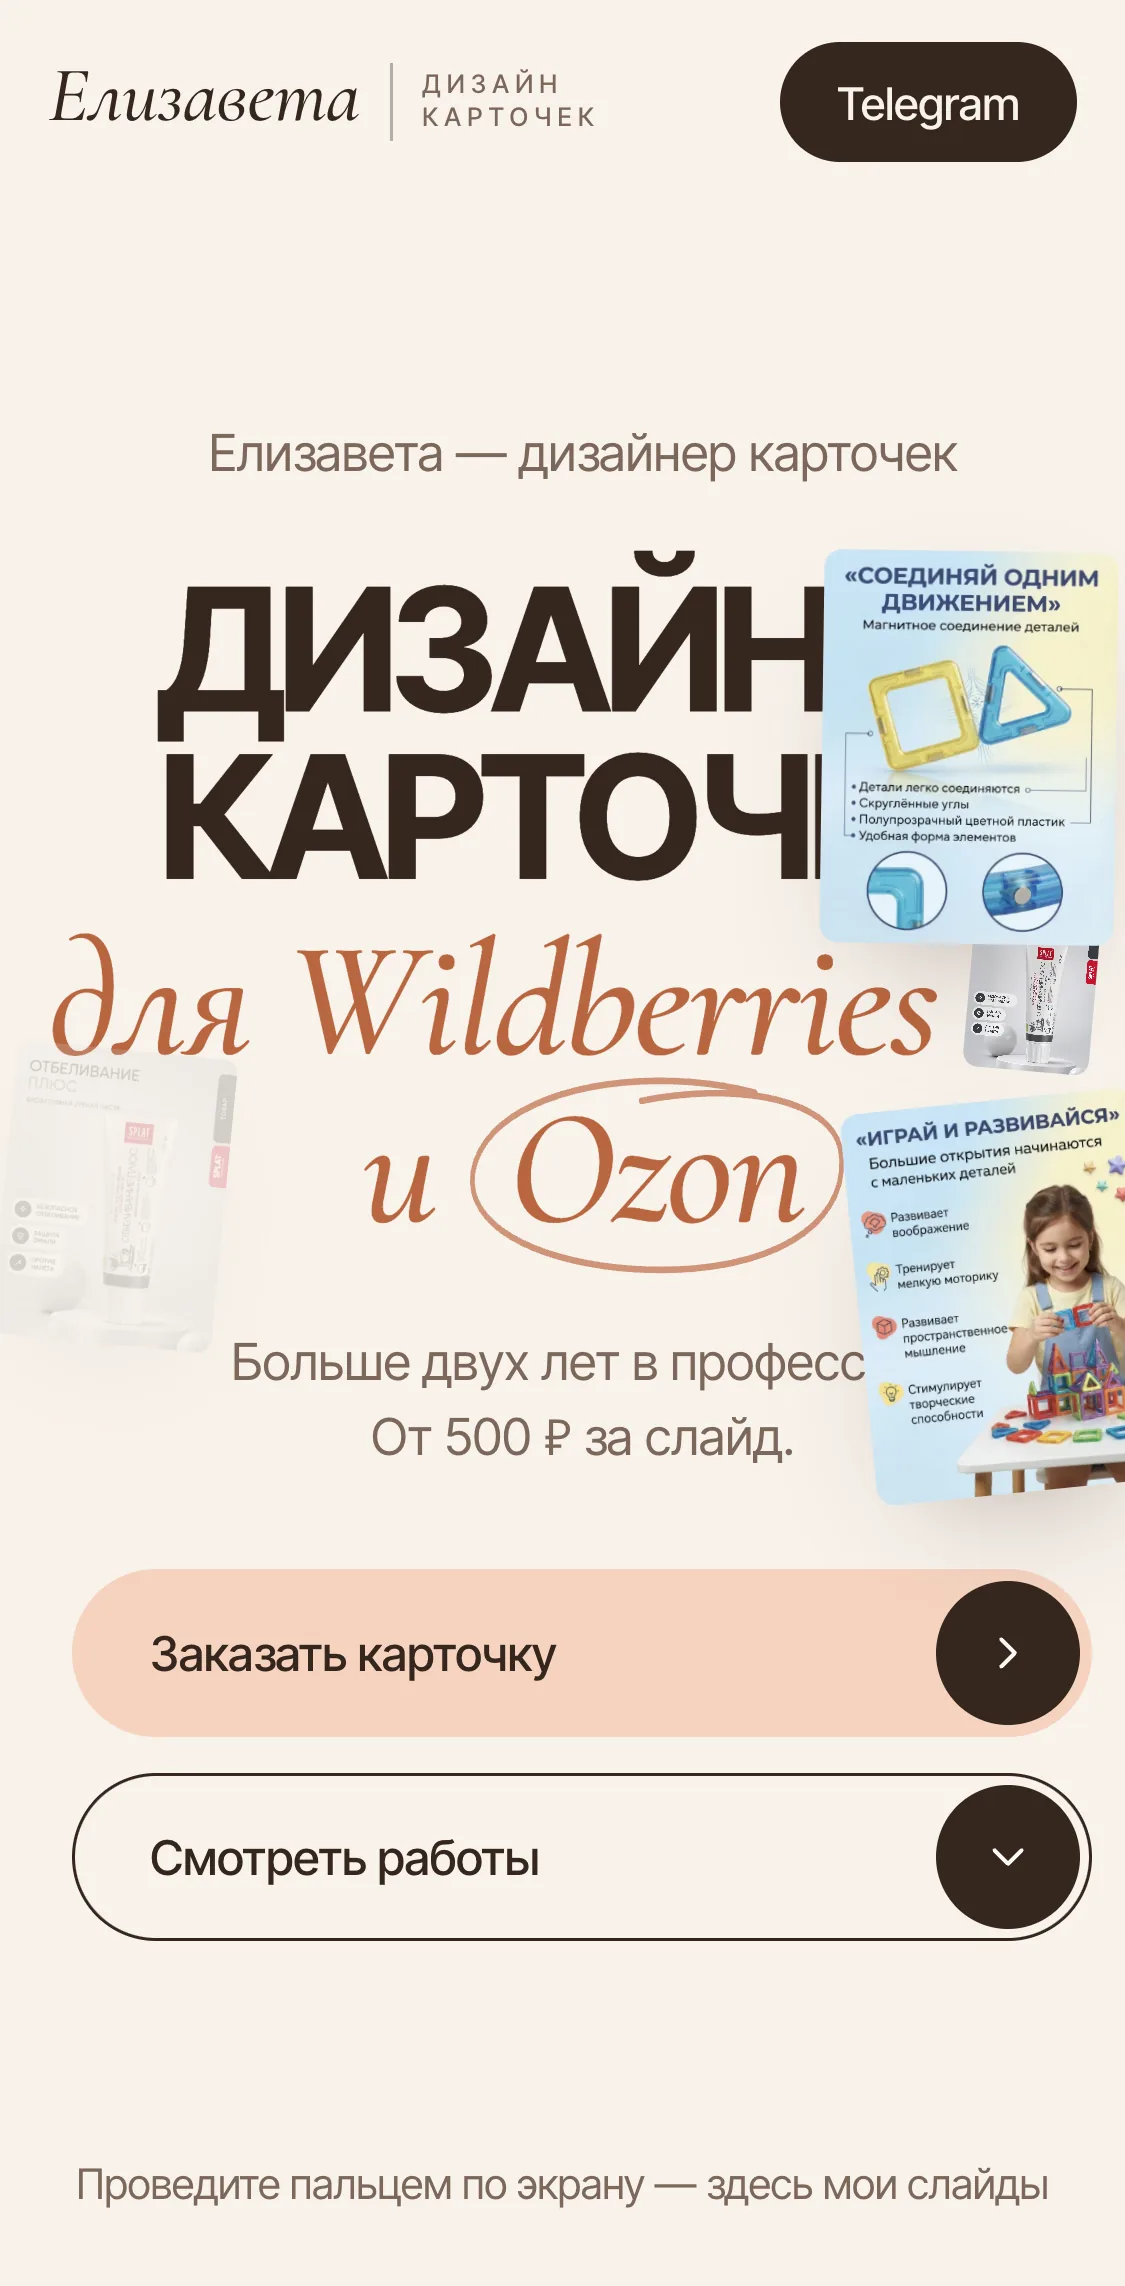 Елизавета
ДИЗАЙН
КАРТОЧЕК
Telegram
Елизавета — дизайнер карточек
ДИЗАЙН
КАРТОЧ
для Wildberries
и Ozon
«СОЕДИНЯЙ ОДНИМ
ДВИЖЕНИЕМ»
Магнитное соединение деталей
• Детали легко соединяются
• Скруглённые углы
• Полупрозрачный цветной пластик
• Удобная форма элементов
SPLAT
ОТБЕЛИВАНИЕ
ПЛЮС
SPLAT
SPLAT
«ИГРАЙ И РАЗВИВАЙСЯ»
Большие открытия начинаются
с маленьких деталей
Развивает
воображение
Тренирует
мелкую моторику
Развивает
пространственное
мышление
Стимулирует
творческие
способности
Больше двух лет в професс
От 500 ₽ за слайд.
Заказать карточку
Смотреть работы
Проведите пальцем по экрану — здесь мои слайды